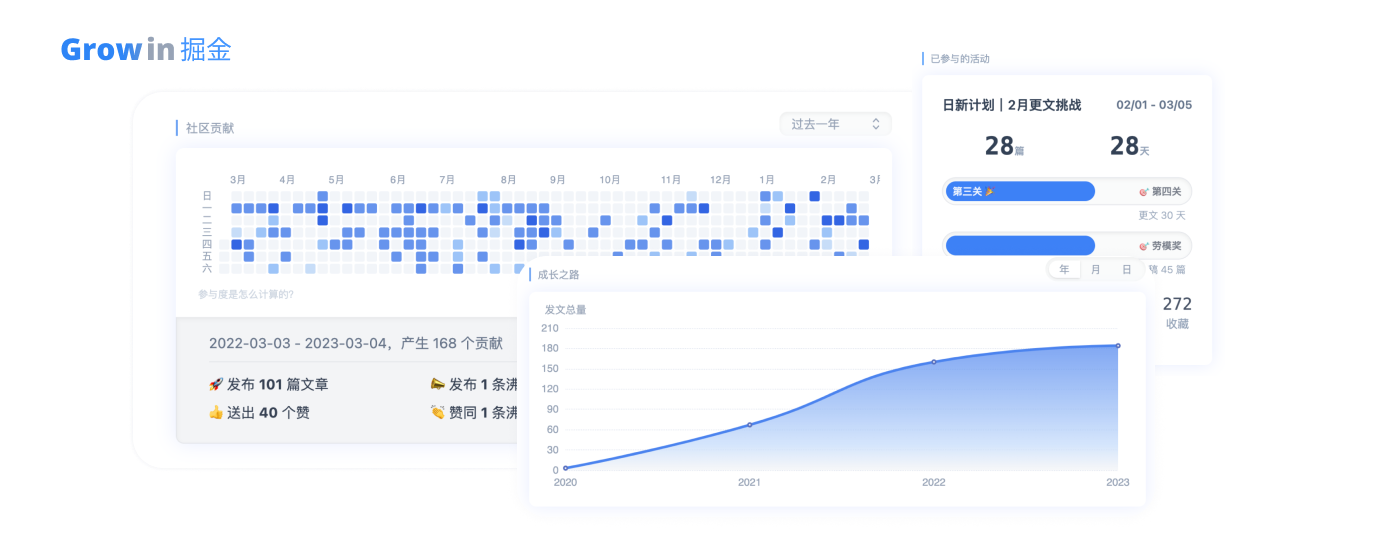 Grow in 掘金
社区贡献
过去一年
3月 4月 5月 6月 7月 8月 9月 10月 11月 12月 1月 2月
日
一
二
三
四
五
六
参与度是怎么计算的?
2022-03-03 - 2023-03-04，产生 168 个贡献
🚀 发布 101 篇文章
📣 发布 1 条沸
👍 送出 40 个赞
👏 赞同 1 条沸
已参与的活动
日新计划｜2月更文挑战
02/01 - 03/05
28篇
28天
第三关 🎉
🎯 第四关
更文 30 天
🎯 劳模奖
45 篇
272
收藏
成长之路
年 月 日
发文总量
210
180
150
120
90
60
30
0
2020 2021 2022 2023